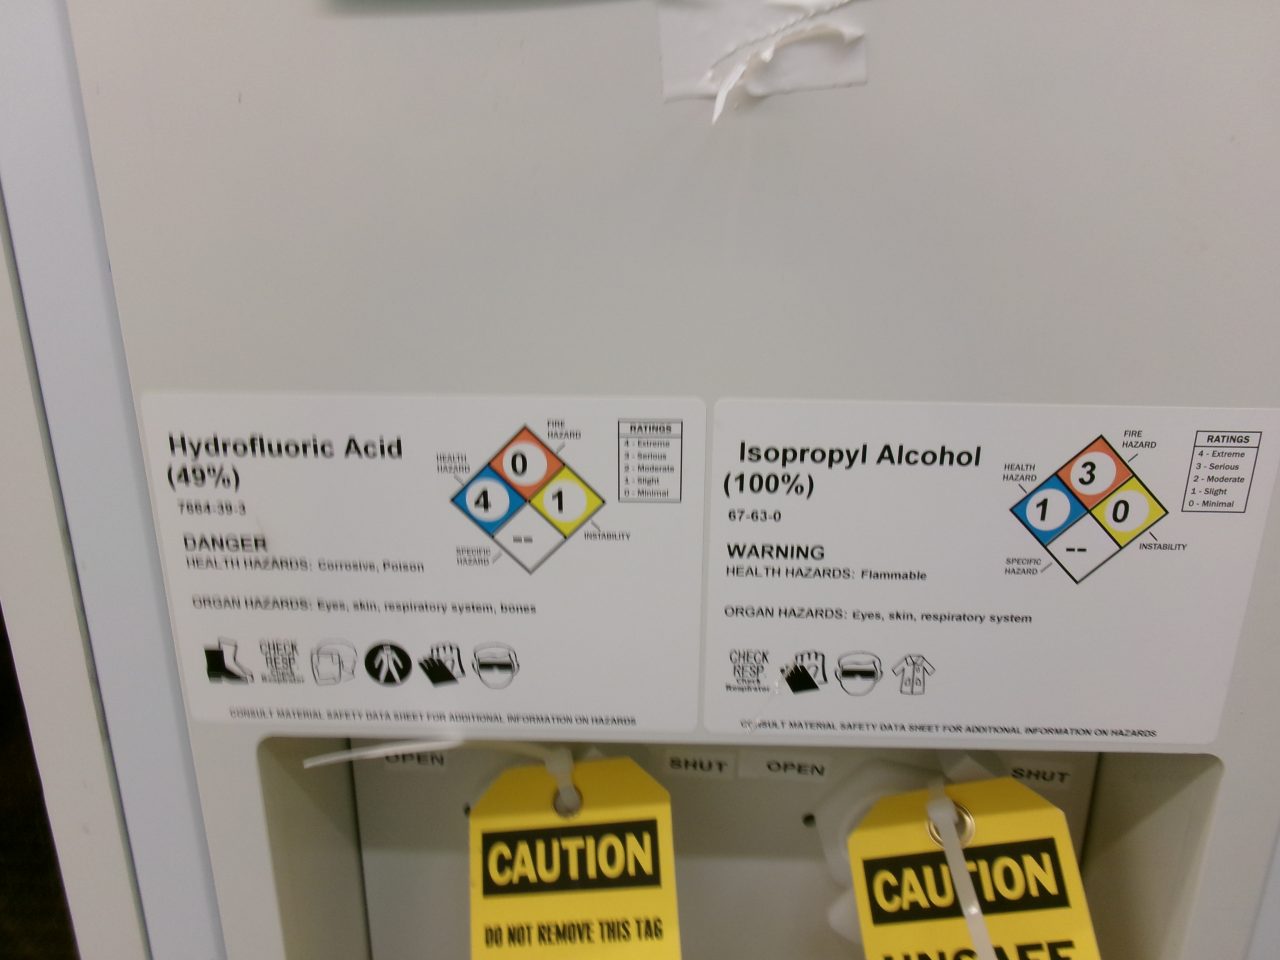 Hydrofluoric Acid
(49%)
7664-39-3
DANGER
HEALTH HAZARDS: Corrosive, Poison
ORGAN HAZARDS: Eyes, skin, respiratory system, bones
FIRE
HAZARD
HEALTH
HAZARD
0
4
1
--
SPECIFIC
HAZARD
INSTABILITY
RATINGS
4 - Extreme
3 - Serious
2 - Moderate
1 - Slight
0 - Minimal
CHECK
RESP.
Check
Respirator
CONSULT MATERIAL SAFETY DATA SHEET FOR ADDITIONAL INFORMATION ON HAZARDS
Isopropyl Alcohol
(100%)
67-63-0
WARNING
HEALTH HAZARDS: Flammable
ORGAN HAZARDS: Eyes, skin, respiratory system
FIRE
HAZARD
HEALTH
HAZARD
3
1
0
--
SPECIFIC
HAZARD
INSTABILITY
RATINGS
4 - Extreme
3 - Serious
2 - Moderate
1 - Slight
0 - Minimal
CHECK
RESP.
Check
Respirator
CONSULT MATERIAL SAFETY DATA SHEET FOR ADDITIONAL INFORMATION ON HAZARDS
OPEN SHUT OPEN SHUT
CAUTION
DO NOT REMOVE THIS TAG
CAUTION
UNSAFE